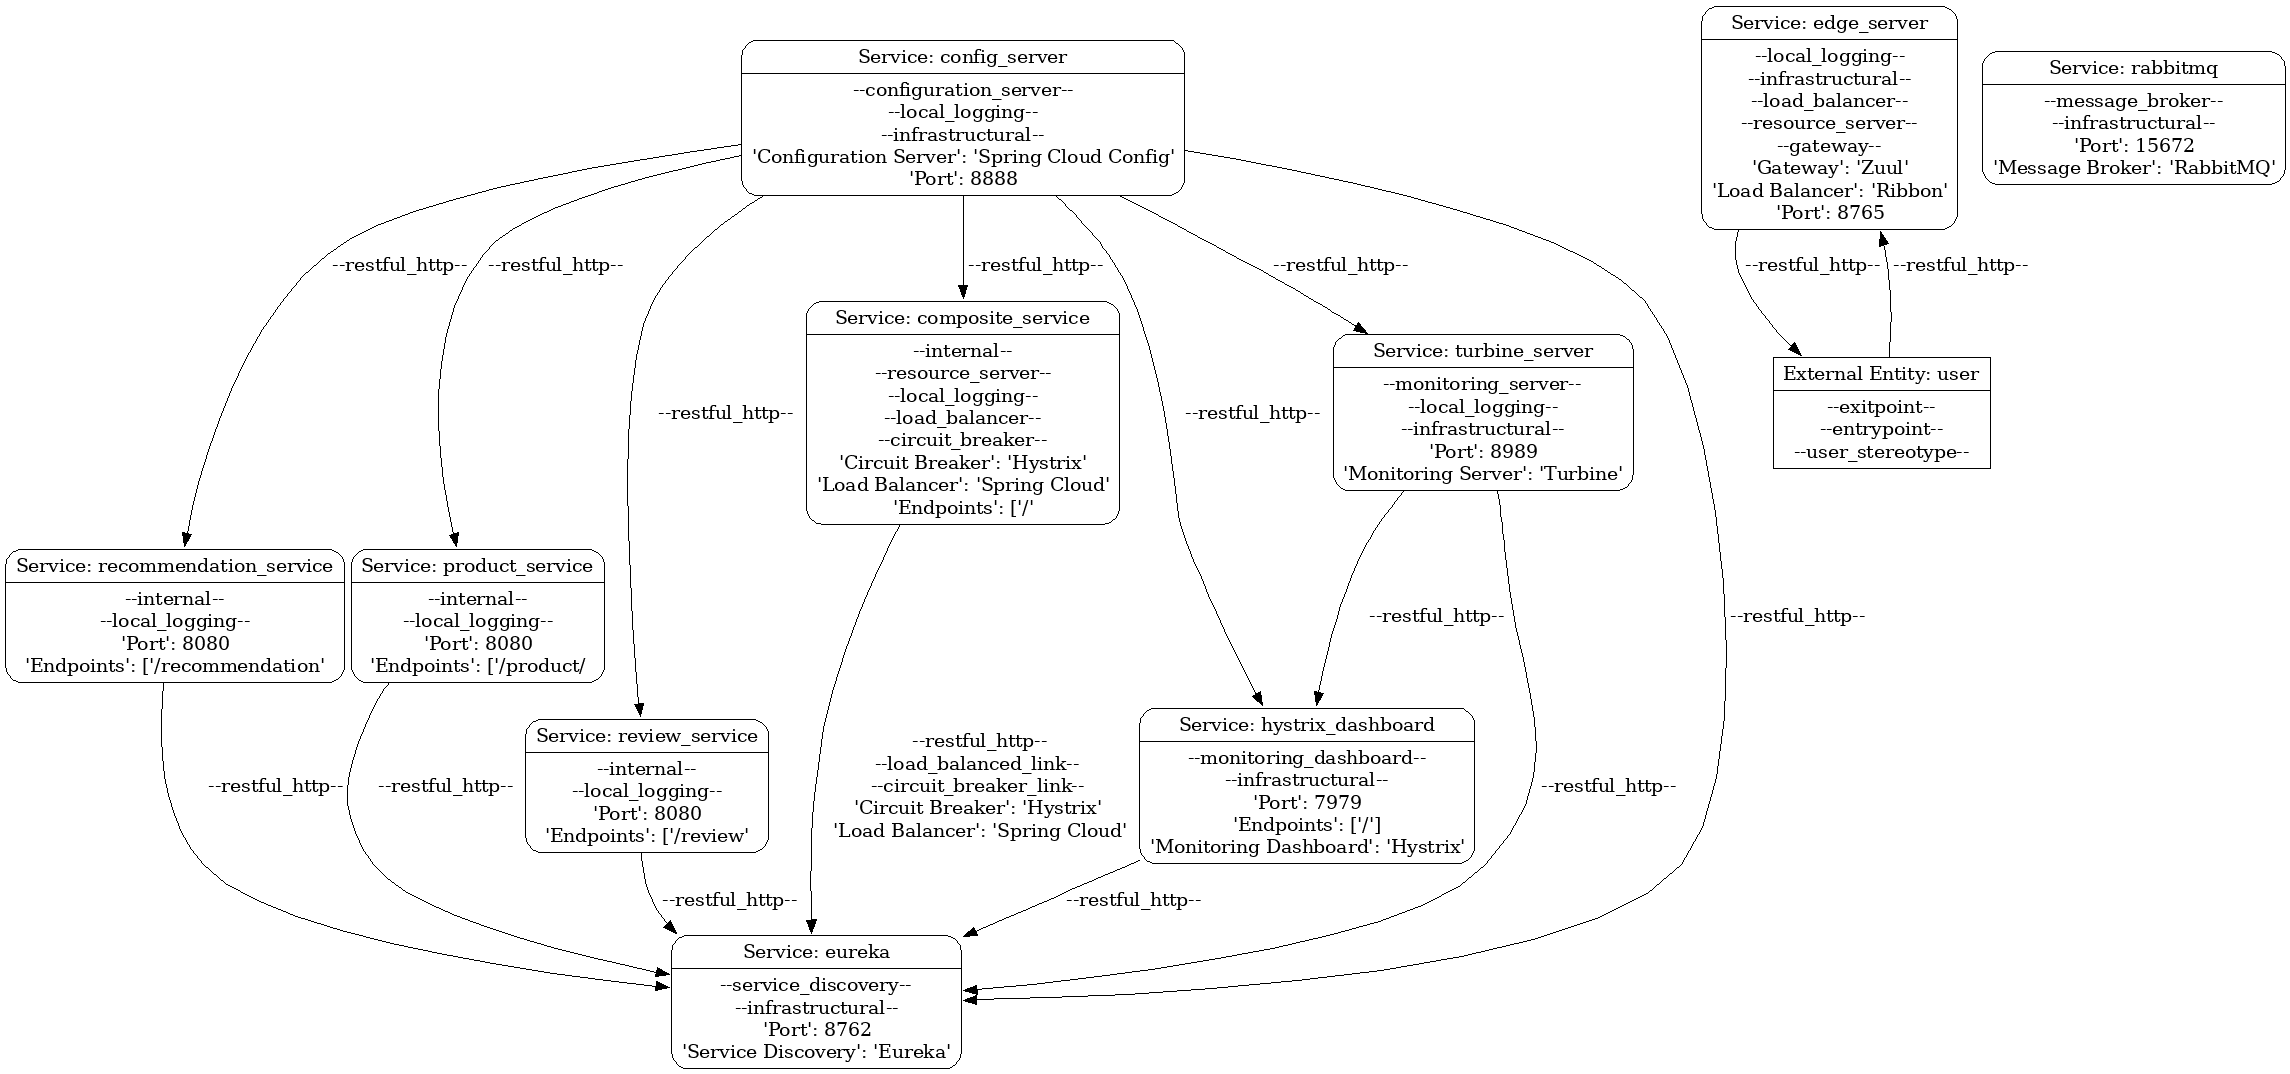 Service: config_server
--configuration_server--
--local_logging--
--infrastructural--
'Configuration Server': 'Spring Cloud Config'
'Port': 8888
Service: edge_server
--local_logging--
--infrastructural--
--load_balancer--
--resource_server--
--gateway--
'Gateway': 'Zuul'
'Load Balancer': 'Ribbon'
'Port': 8765
Service: rabbitmq
--message_broker--
--infrastructural--
'Port': 15672
'Message Broker': 'RabbitMQ'
--restful_http--
--restful_http--
--restful_http--
--restful_http--
--restful_http--
--restful_http--
Service: composite_service
--internal--
--resource_server--
--local_logging--
--load_balancer--
--circuit_breaker--
'Circuit Breaker': 'Hystrix'
'Load Balancer': 'Spring Cloud'
'Endpoints': ['/'
Service: turbine_server
--monitoring_server--
--local_logging--
--infrastructural--
'Port': 8989
'Monitoring Server': 'Turbine'
External Entity: user
--exitpoint--
--entrypoint--
--user_stereotype--
--restful_http--
--restful_http--
Service: recommendation_service
--internal--
--local_logging--
'Port': 8080
'Endpoints': ['/recommendation'
Service: product_service
--internal--
--local_logging--
'Port': 8080
'Endpoints': ['/product/
--restful_http--
--restful_http--
Service: review_service
--internal--
--local_logging--
'Port': 8080
'Endpoints': ['/review'
--restful_http--
--load_balanced_link--
--circuit_breaker_link--
'Circuit Breaker': 'Hystrix'
'Load Balancer': 'Spring Cloud'
Service: hystrix_dashboard
--monitoring_dashboard--
--infrastructural--
'Port': 7979
'Endpoints': ['/']
'Monitoring Dashboard': 'Hystrix'
--restful_http--
--restful_http--
--restful_http--
--restful_http--
--restful_http--
Service: eureka
--service_discovery--
--infrastructural--
'Port': 8762
'Service Discovery': 'Eureka'